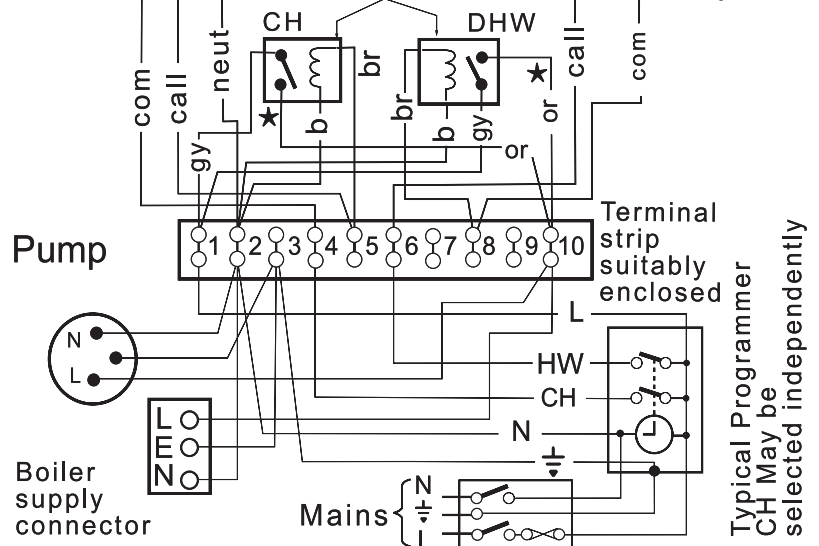 CH
DHW
com
call
neut
br
br
call
com
★
★
or
gy
b
b
gy
or
1 2 3 4 5 6 7 8 9 10
Terminal
strip
suitably
enclosed
Pump
L
N
L
HW
CH
N
L
E
N
Boiler
supply
connector
Mains
N
L
Typical Programmer
CH May be
selected independently